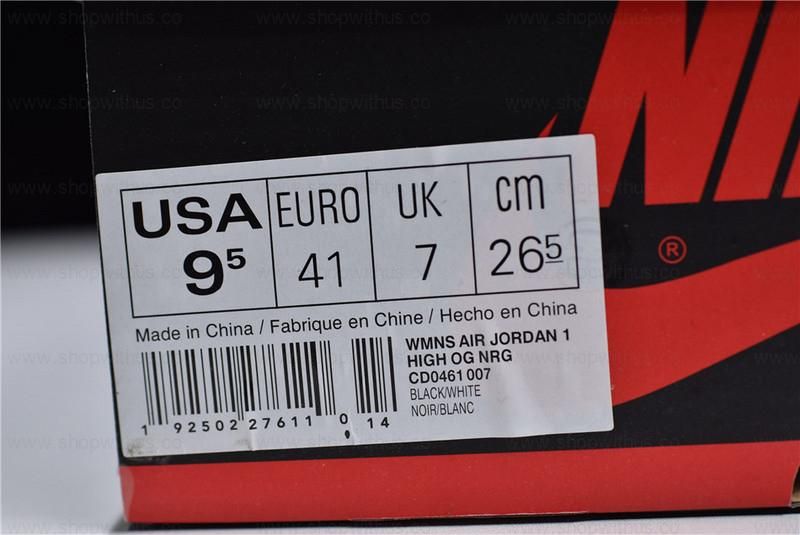 www.shopwithus.co
NIK
®
USA EURO UK cm
9⁵ 41 7 26⁵
Made in China / Fabrique en Chine / Hecho en China
WMNS AIR JORDAN 1
HIGH OG NRG
CD0461 007
BLACK/WHITE
NOIR/BLANC
1 92502 27611 0 14